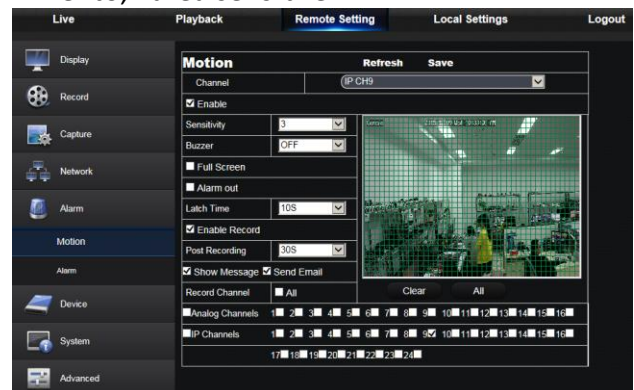 Live Playback Remote Setting Local Settings Logout
Display
Record
Capture
Network
Alarm
Motion
Alarm
Device
System
Advanced
Motion Refresh Save
Channel IP CH9
Enable
Sensitivity 3
Buzzer OFF
Full Screen
Alarm out
Latch Time 10S
Enable Record
Post Recording 30S
Show Message Send Email
Record Channel All
Clear All
Analog Channels 1 2 3 4 5 6 7 8 9 10 11 12 13 14 15 16
IP Channels 1 2 3 4 5 6 7 8 9 10 11 12 13 14 15 16
17 18 19 20 21 22 23 24